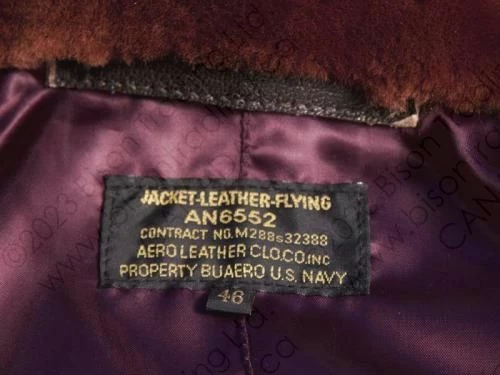 JACKET-LEATHER-FLYING
AN6552
CONTRACT NO.M288s32388
AERO LEATHER CLO.CO.INC
PROPERTY BUAERO U.S. NAVY
46